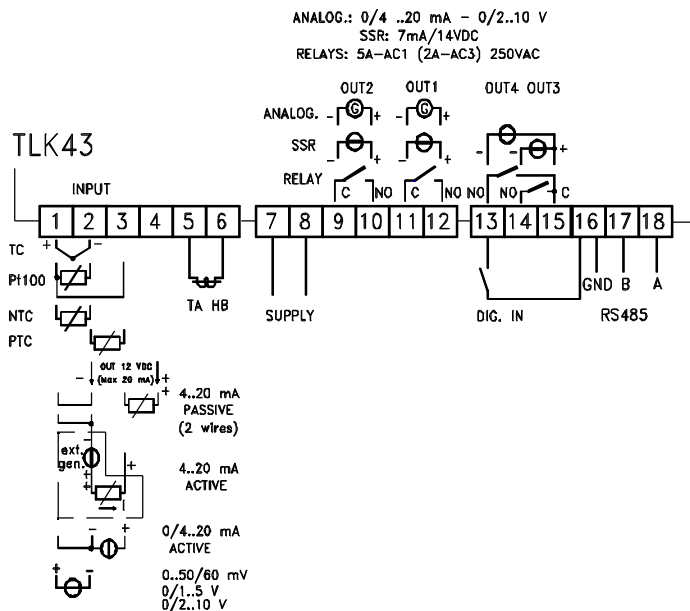 ANALOG.: 0/4 ..20 mA - 0/2..10 V
SSR: 7mA/14VDC
RELAYS: 5A-AC1 (2A-AC3) 250VAC
OUT2 OUT1 OUT4 OUT3
ANALOG. - G + - G +
TLK43
SSR - + - + - - +
RELAY C NO C NO NO NO C
INPUT
1 2 3 4 5 6 7 8 9 10 11 12 13 14 15 16 17 18
TC + -
Pt100
TA HB SUPPLY DIG. IN GND B A
RS485
NTC
PTC
OUT 12 VDC
- (Max 20 mA) +
+
4..20 mA
PASSIVE
(2 wires)
-
ext.
gen.
+
+
+
4..20 mA
ACTIVE
I
- +
0/4..20 mA
ACTIVE
+ -
0..50/60 mV
0/1..5 V
0/2..10 V